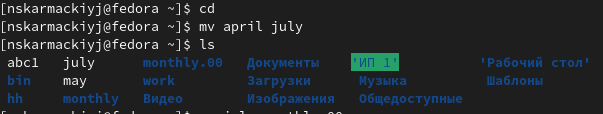 [nskarmackiyj@fedora ~]$ cd
[nskarmackiyj@fedora ~]$ mv april july
[nskarmackiyj@fedora ~]$ ls
abc1 july monthly.00 Документы 'ИП 1' 'Рабочий стол'
bin may work Загрузки Музыка Шаблоны
hh monthly Видео Изображения Общедоступные